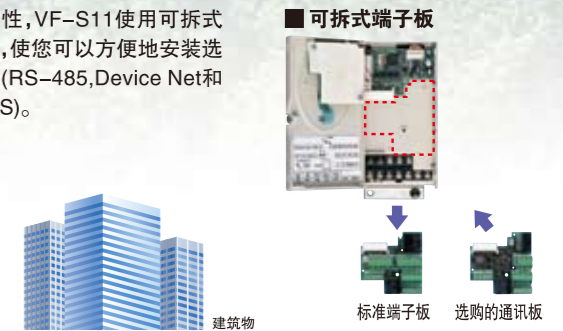 性,VF-S11使用可拆式
,使您可以方便地安装选
(RS-485,Device Net和
S)。
■ 可拆式端子板
标准端子板
选购的通讯板
建筑物